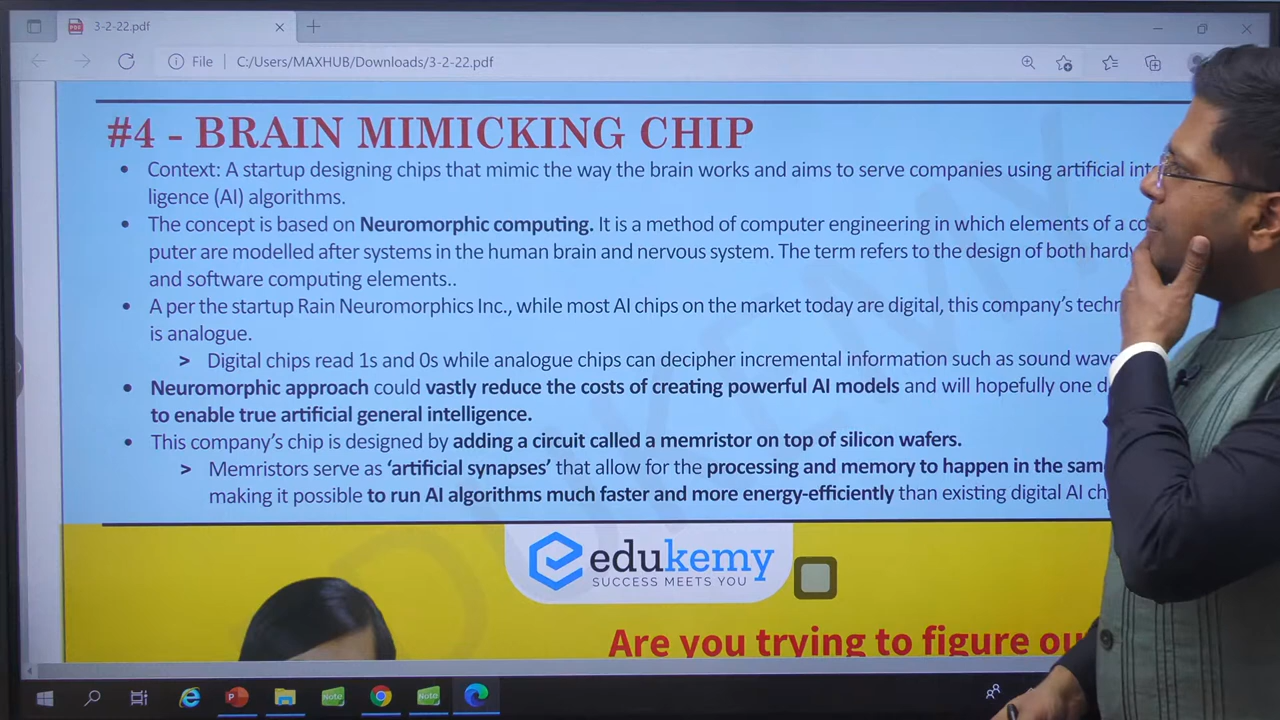 3-2-22.pdf
File
C:/Users/MAXHUB/Downloads/3-2-22.pdf
#4 - BRAIN MIMICKING CHIP
• Context: A startup designing chips that mimic the way the brain works and aims to serve companies using artificial int
ligence (AI) algorithms.
• The concept is based on Neuromorphic computing. It is a method of computer engineering in which elements of a co
puter are modelled after systems in the human brain and nervous system. The term refers to the design of both hard
and software computing elements..
• A per the startup Rain Neuromorphics Inc., while most AI chips on the market today are digital, this company's techn
is analogue.
> Digital chips read 1s and 0s while analogue chips can decipher incremental information such as sound wave
• Neuromorphic approach could vastly reduce the costs of creating powerful AI models and will hopefully one d
to enable true artificial general intelligence.
• This company's chip is designed by adding a circuit called a memristor on top of silicon wafers.
> Memristors serve as 'artificial synapses' that allow for the processing and memory to happen in the same
making it possible to run AI algorithms much faster and more energy-efficiently than existing digital AI ch
edukemy
SUCCESS MEETS YOU
Are you trying to figure ou
Note
Note